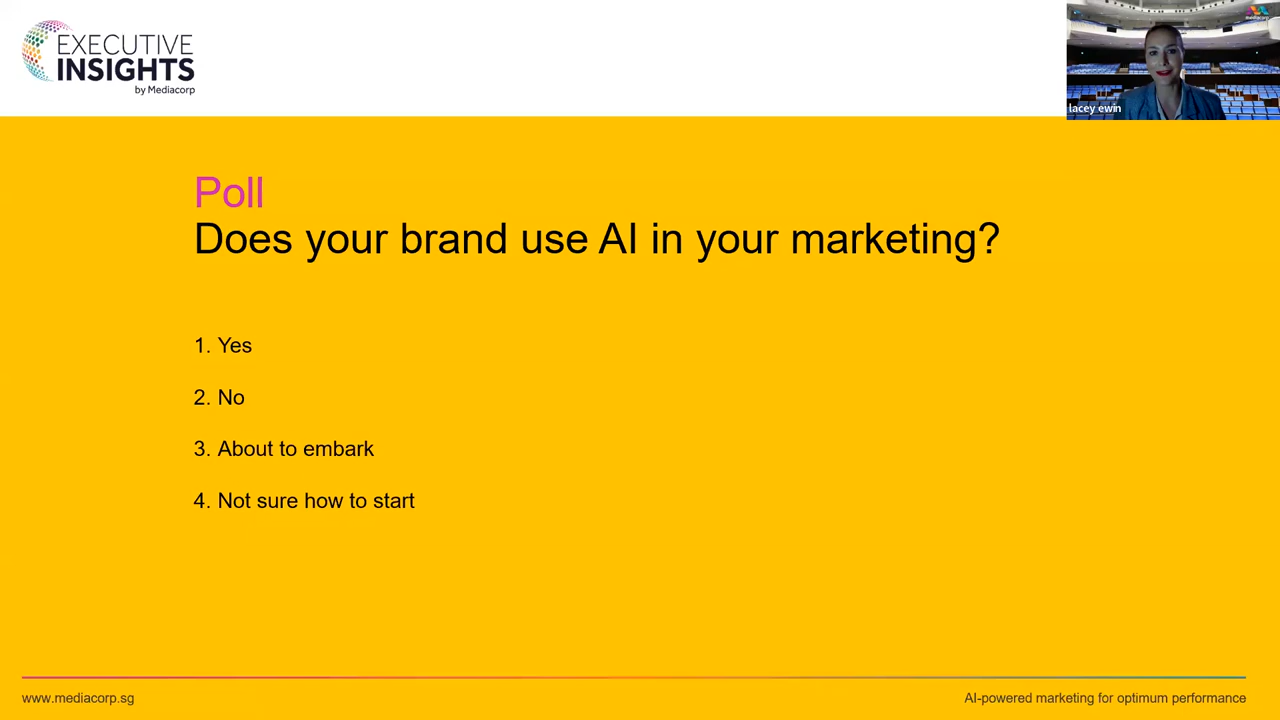 EXECUTIVE
INSIGHTS
by Mediacorp
mediacorp
lacey ewin
Poll
Does your brand use AI in your marketing?
1. Yes
2. No
3. About to embark
4. Not sure how to start
www.mediacorp.sg
AI-powered marketing for optimum performance